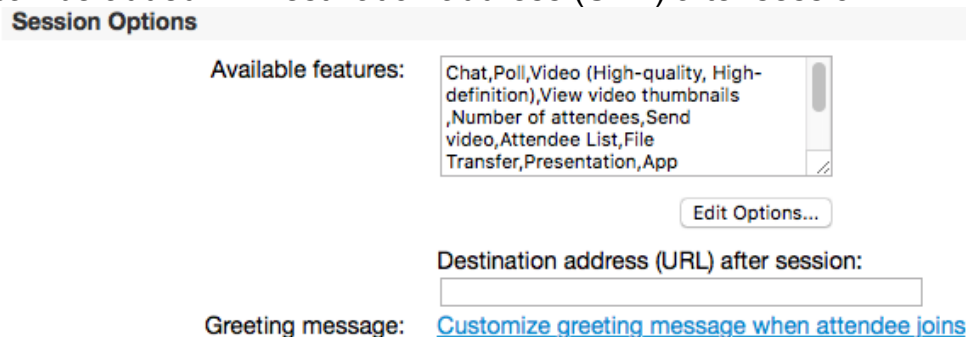 Session Options
Available features:
Chat,Poll,Video (High-quality, High-
definition),View video thumbnails
,Number of attendees,Send
video,Attendee List,File
Transfer,Presentation,App
Edit Options...
Destination address (URL) after session:
Greeting message: Customize greeting message when attendee joins